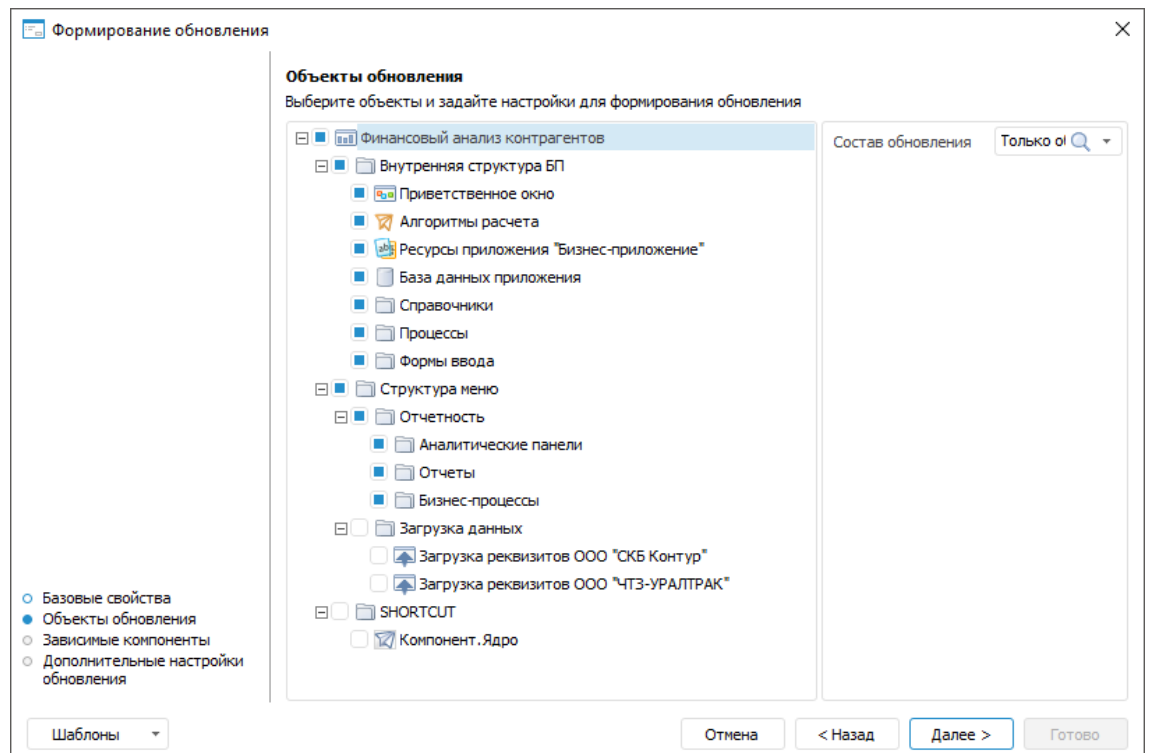 Формирование обновления
Объекты обновления
Выберите объекты и задайте настройки для формирования обновления
Финансовый анализ контрагентов
Внутренняя структура БП
Приветственное окно
Алгоритмы расчета
Ресурсы приложения "Бизнес-приложение"
База данных приложения
Справочники
Процессы
Формы ввода
Структура меню
Отчетность
Аналитические панели
Отчеты
Бизнес-процессы
Загрузка данных
Загрузка реквизитов ООО "СКБ Контур"
Загрузка реквизитов ООО "ЧТЗ-УРАЛТРАК"
SHORTCUT
Компонент.Ядро
Состав обновления Только о
Базовые свойства
Объекты обновления
Зависимые компоненты
Дополнительные настройки
обновления
Шаблоны Отмена < Назад Далее > Готово